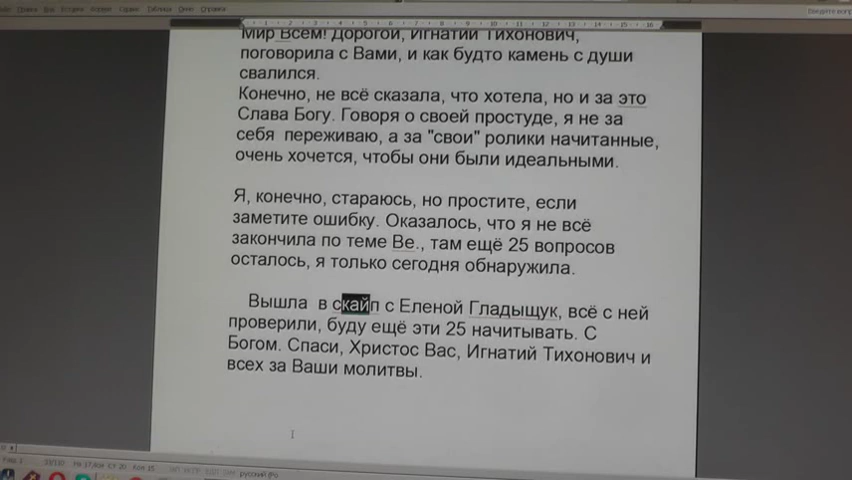 Мир Всем! Дорогой, Игнатий Тихонович,
поговорила с Вами, и как будто камень с души
свалился.
Конечно, не всё сказала, что хотела, но и за это
Слава Богу. Говоря о своей простуде, я не за
себя переживаю, а за "свои" ролики начитанные,
очень хочется, чтобы они были идеальными.
Я, конечно, стараюсь, но простите, если
заметите ошибку. Оказалось, что я не всё
закончила по теме Ве., там ещё 25 вопросов
осталось, я только сегодня обнаружила.
Вышла в скайп с Еленой Гладыщук, всё с ней
проверили, буду ещё эти 25 начитывать. С
Богом. Спаси, Христос Вас, Игнатий Тихонович и
всех за Ваши молитвы.